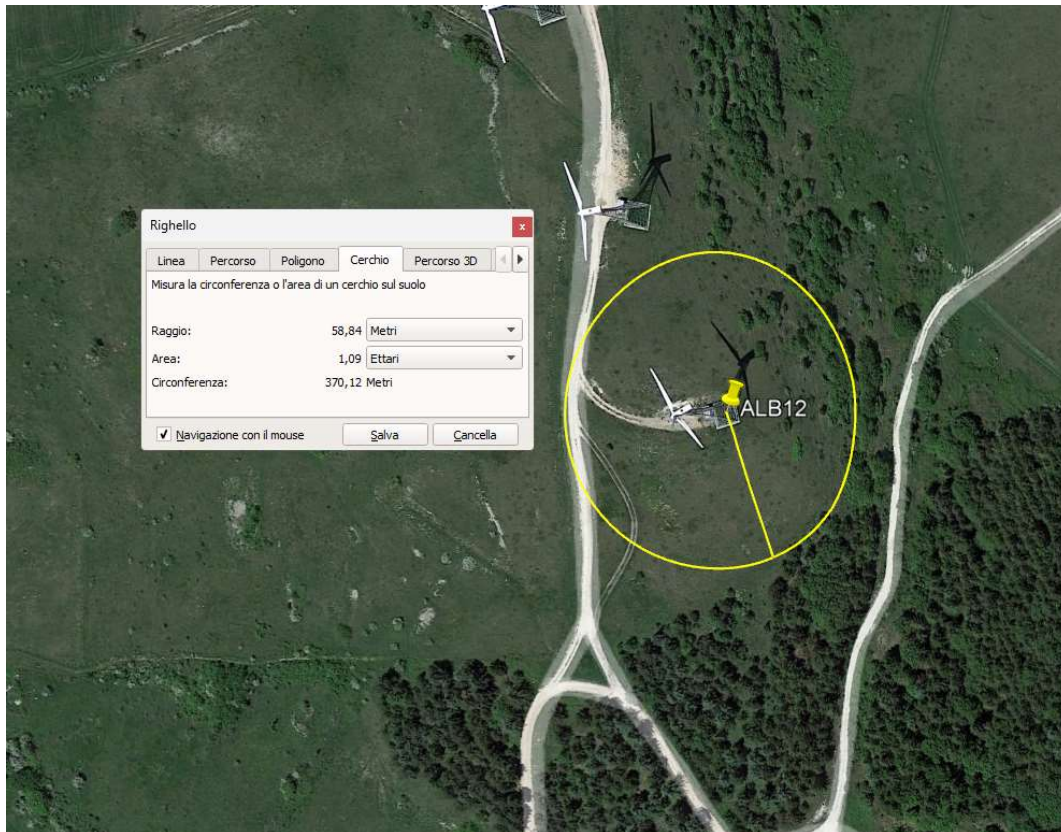 Righello
Linea Percorso Poligono Cerchio Percorso 3D
Misura la circonferenza o l'area di un cerchio sul suolo
Raggio: 58,84 Metri
Area: 1,09 Ettari
Circonferenza: 370,12 Metri
Navigazione con il mouse Salva Cancella
ALB12